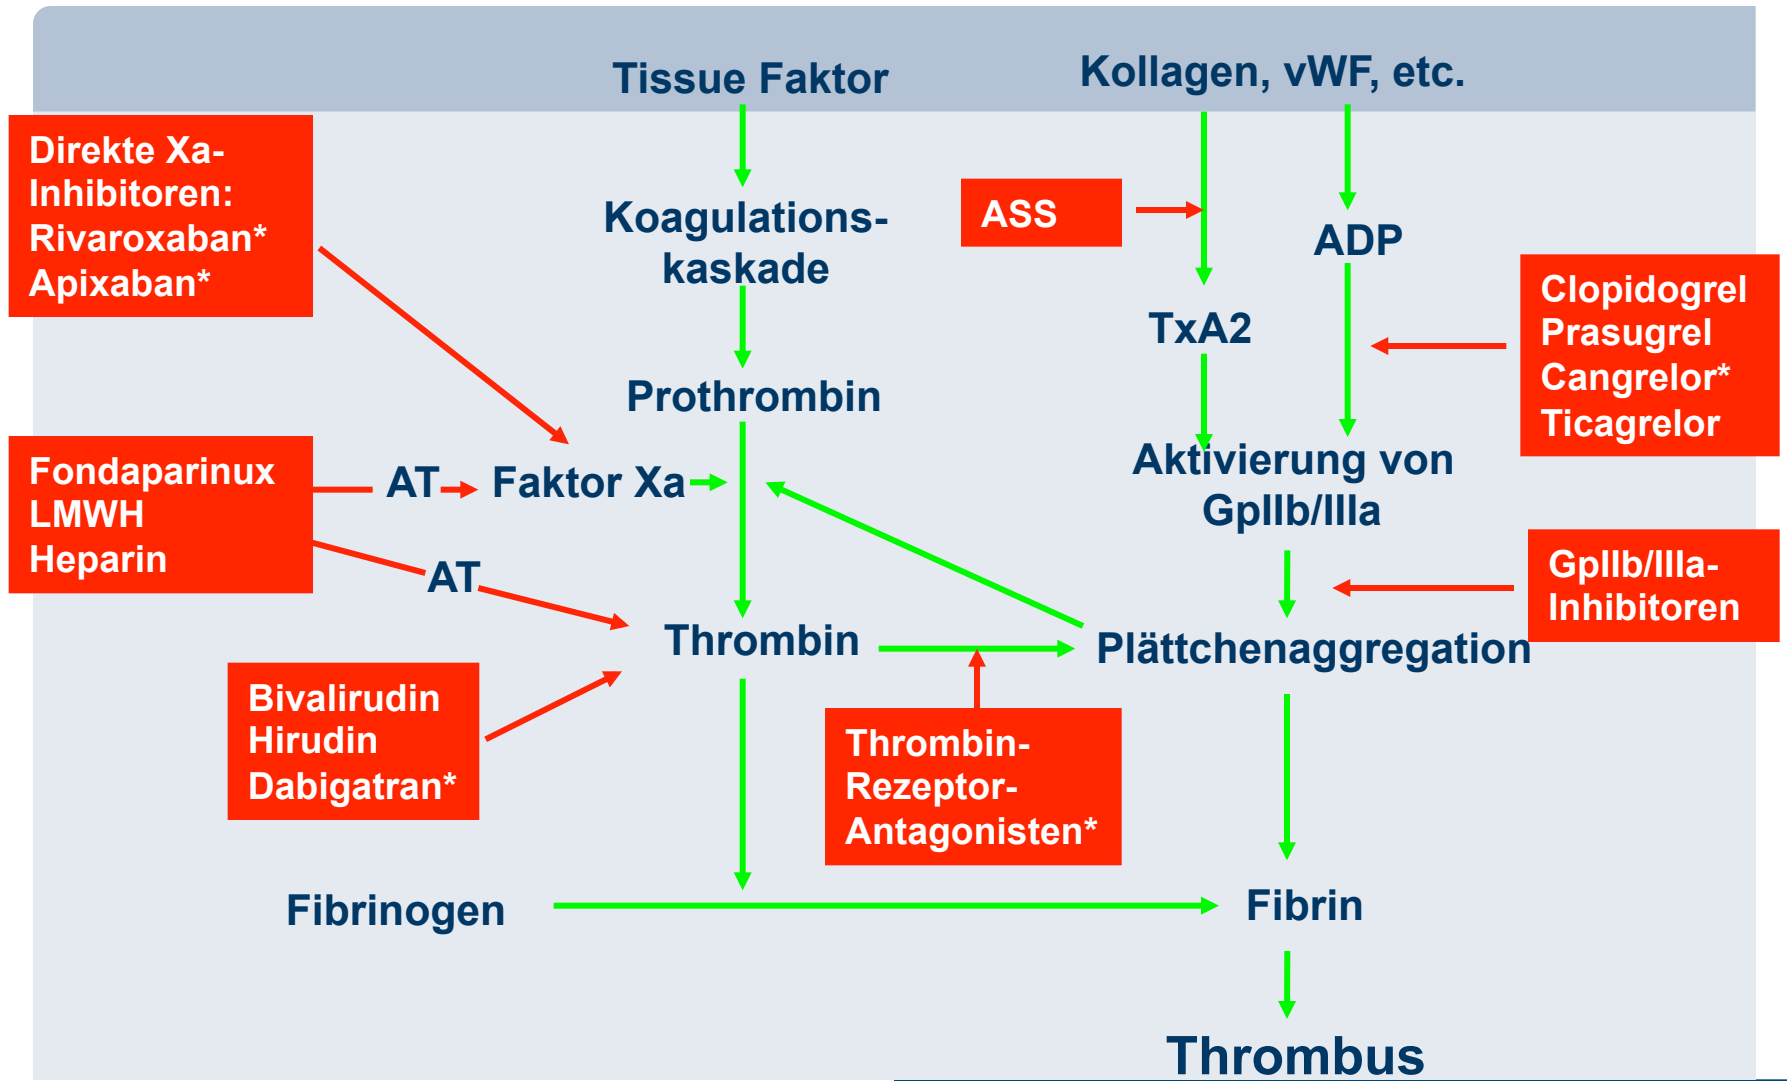 Tissue Faktor
Kollagen, vWF, etc.
Direkte Xa-
Inhibitoren:
Rivaroxaban*
Apixaban*
Koagulations-
kaskade
ASS
ADP
TxA2
Clopidogrel
Prasugrel
Cangrelor*
Ticagrelor
Prothrombin
Fondaparinux
LMWH
Heparin
AT
Faktor Xa
Aktivierung von
GpIIb/IIIa
AT
GpIIb/IIIa-
Inhibitoren
Thrombin
Plättchenaggregation
Bivalirudin
Hirudin
Dabigatran*
Thrombin-
Rezeptor-
Antagonisten*
Fibrinogen
Fibrin
Thrombus